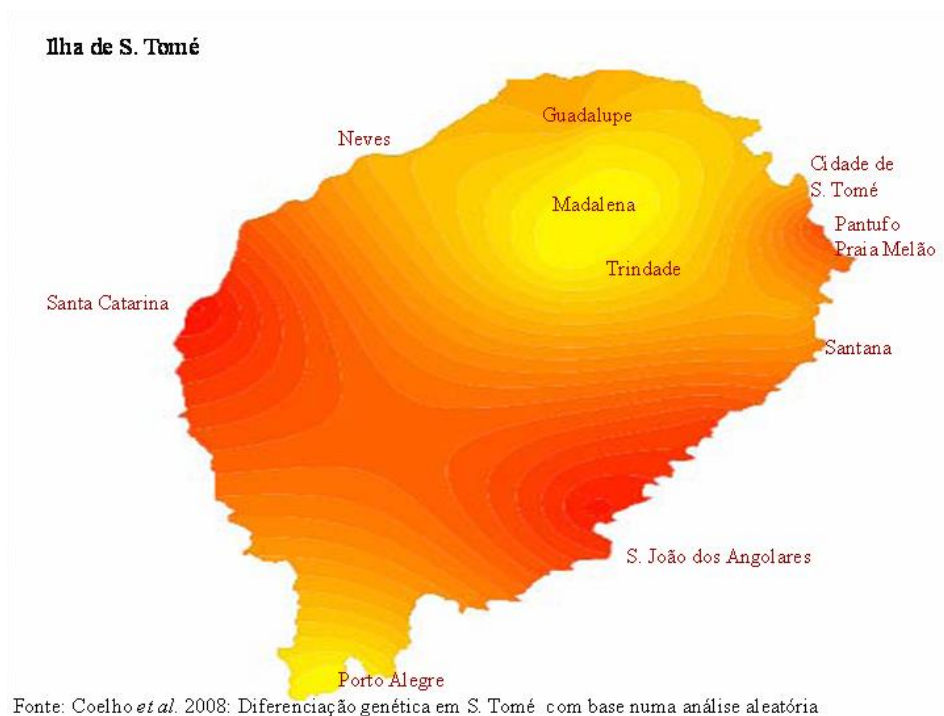 Ilha de S. Tomé
Guadalupe
Neves
Cidade de
S. Tomé
Madalena
Pantufo
Praia Melão
Trindade
Santa Catarina
Santana
S. João dos Angolares
Porto Alegre
Fonte: Coelho et al. 2008: Diferenciação genética em S. Tomé com base numa análise aleatória